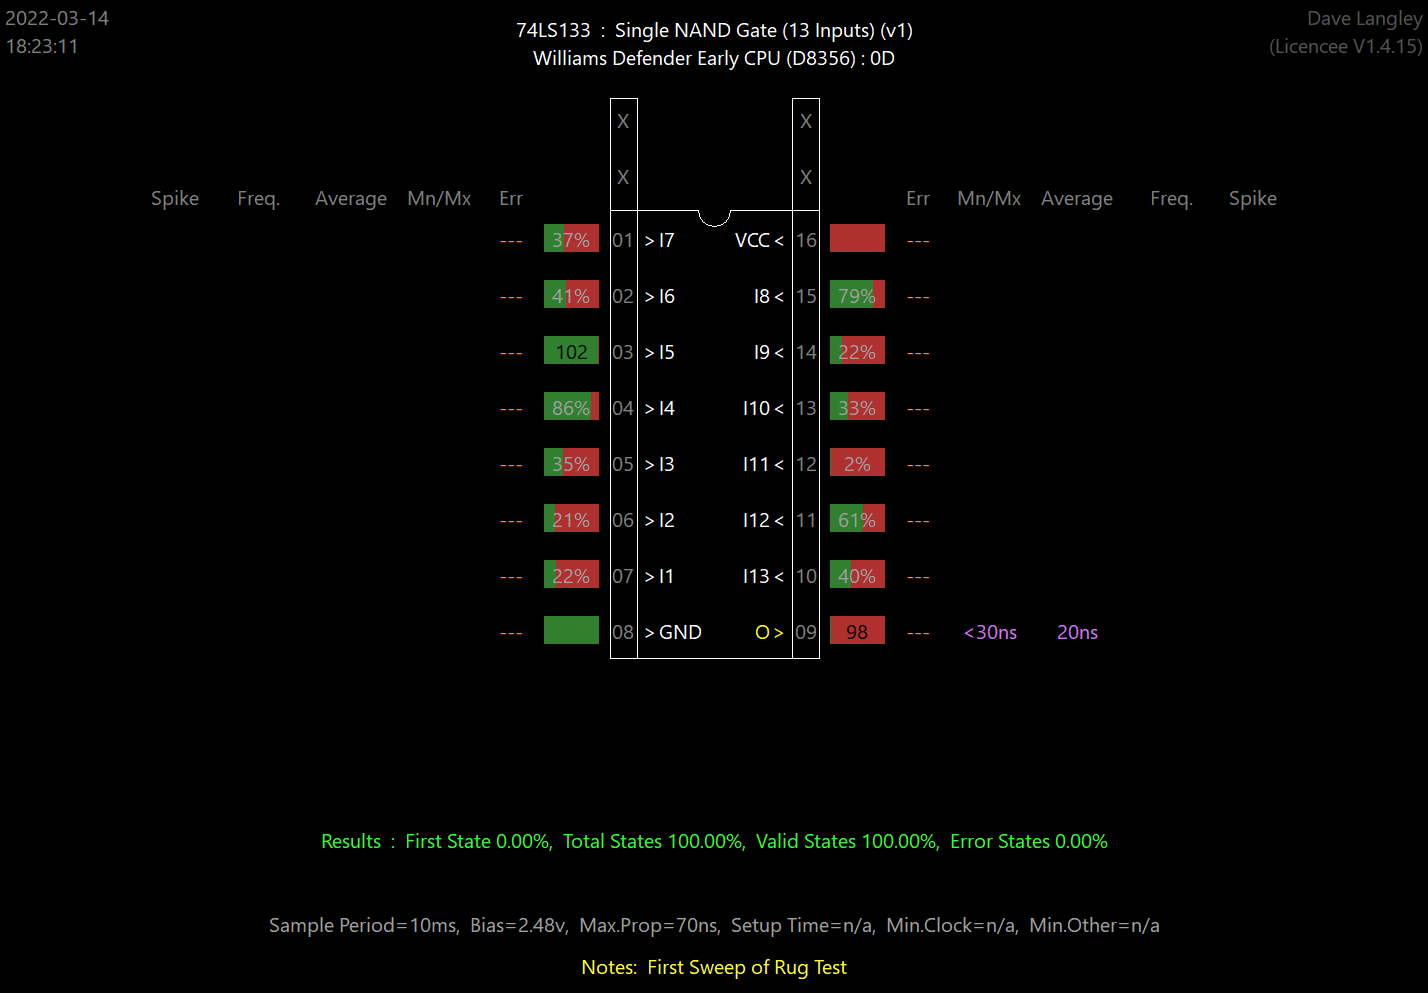 2022-03-14
18:23:11
74LS133 : Single NAND Gate (13 Inputs) (v1)
Williams Defender Early CPU (D8356) : 0D
Dave Langley
(Licencee V1.4.15)
X X
X X
Spike Freq. Average Mn/Mx Err Err Mn/Mx Average Freq. Spike
--- 37% 01 > I7 VCC < 16 ---
--- 41% 02 > I6 I8 < 15 79% ---
--- 102 03 > I5 I9 < 14 22% ---
--- 86% 04 > I4 I10 < 13 33% ---
--- 35% 05 > I3 I11 < 12 2% ---
--- 21% 06 > I2 I12 < 11 61% ---
--- 22% 07 > I1 I13 < 10 40% ---
--- 08 > GND O > 09 98 --- <30ns 20ns
Results : First State 0.00%, Total States 100.00%, Valid States 100.00%, Error States 0.00%
Sample Period=10ms, Bias=2.48v, Max.Prop=70ns, Setup Time=n/a, Min.Clock=n/a, Min.Other=n/a
Notes: First Sweep of Rug Test